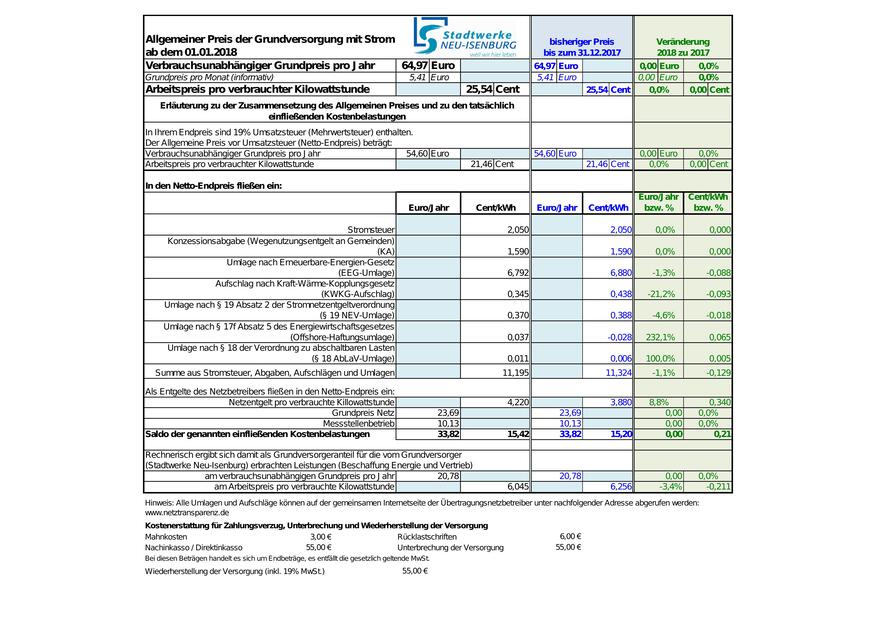 Allgemeiner Preis der Grundversorgung mit Strom
ab dem 01.01.2018
Stadtwerke
NEU-ISENBURG
weil wir hier leben
bisheriger Preis
bis zum 31.12.2017
Veränderung
2018 zu 2017
Verbrauchsunabhängiger Grundpreis pro Jahr 64,97 Euro 64,97 Euro 0,00 Euro 0,0%
Grundpreis pro Monat (informativ) 5,41 Euro 5,41 Euro 0,00 Euro 0,0%
Arbeitspreis pro verbrauchter Kilowattstunde 25,54 Cent 25,54 Cent 0,0% 0,00 Cent
Erläuterung zu der Zusammensetzung des Allgemeinen Preises und zu den tatsächlich
einfließenden Kostenbelastungen
In Ihrem Endpreis sind 19% Umsatzsteuer (Mehrwertsteuer) enthalten.
Der Allgemeine Preis vor Umsatzsteuer (Netto-Endpreis) beträgt:
Verbrauchsunabhängiger Grundpreis pro Jahr 54,60 Euro 54,60 Euro 0,00 Euro 0,0%
Arbeitspreis pro verbrauchter Kilowattstunde 21,46 Cent 21,46 Cent 0,0% 0,00 Cent
In den Netto-Endpreis fließen ein:
Euro/Jahr Cent/kWh Euro/Jahr Cent/kWh Euro/Jahr bzw. % Cent/kWh bzw. %
Stromsteuer 2,050 2,050 0,0% 0,000
Konzessionsabgabe (Wegenutzungsentgelt an Gemeinden)
(KA) 1,590 1,590 0,0% 0,000
Umlage nach Erneuerbare-Energien-Gesetz
(EEG-Umlage) 6,792 6,880 -1,3% -0,088
Aufschlag nach Kraft-Wärme-Kopplungsgesetz
(KWKG-Aufschlag) 0,345 0,438 -21,2% -0,093
Umlage nach § 19 Absatz 2 der Stromnetzentgeltverordnung
(§ 19 NEV-Umlage) 0,370 0,388 -4,6% -0,018
Umlage nach § 17f Absatz 5 des Energiewirtschaftsgesetzes
(Offshore-Haftungsumlage) 0,037 -0,028 232,1% 0,065
Umlage nach § 18 der Verordnung zu abschaltbaren Lasten
(§ 18 AbLaV-Umlage) 0,011 0,006 100,0% 0,005
Summe aus Stromsteuer, Abgaben, Aufschlägen und Umlagen 11,195 11,324 -1,1% -0,129
Als Entgelte des Netzbetreibers fließen in den Netto-Endpreis ein:
Netzentgelt pro verbrauchte Killowattstunde 4,220 3,880 8,8% 0,340
Grundpreis Netz 23,69 23,69 0,00 0,0%
Messstellenbetrieb 10,13 10,13 0,00 0,0%
Saldo der genannten einfließenden Kostenbelastungen 33,82 15,42 33,82 15,20 0,00 0,21
Rechnerisch ergibt sich damit als Grundversorgeranteil für die vom Grundversorger
(Stadtwerke Neu-Isenburg) erbrachten Leistungen (Beschaffung Energie und Vertrieb)
am verbrauchsunabhängigen Grundpreis pro Jahr 20,78 20,78 0,00 0,0%
am Arbeitspreis pro verbrauchte Kilowattstunde 6,045 6,256 -3,4% -0,211
Hinweis: Alle Umlagen und Aufschläge können auf der gemeinsamen Internetseite der Übertragungsnetzbetreiber unter nachfolgender Adresse abgerufen werden:
www.netztransparenz.de
Kostenerstattung für Zahlungsverzug, Unterbrechung und Wiederherstellung der Versorgung
Mahnkosten 3,00 € Rücklastschriften 6,00 €
Nachinkasso / Direktinkasso 55,00 € Unterbrechung der Versorgung 55,00 €
Bei diesen Beträgen handelt es sich um Endbeträge, es entfällt die gesetzlich geltende MwSt.
Wiederherstellung der Versorgung (inkl. 19% MwSt.) 55,00 €